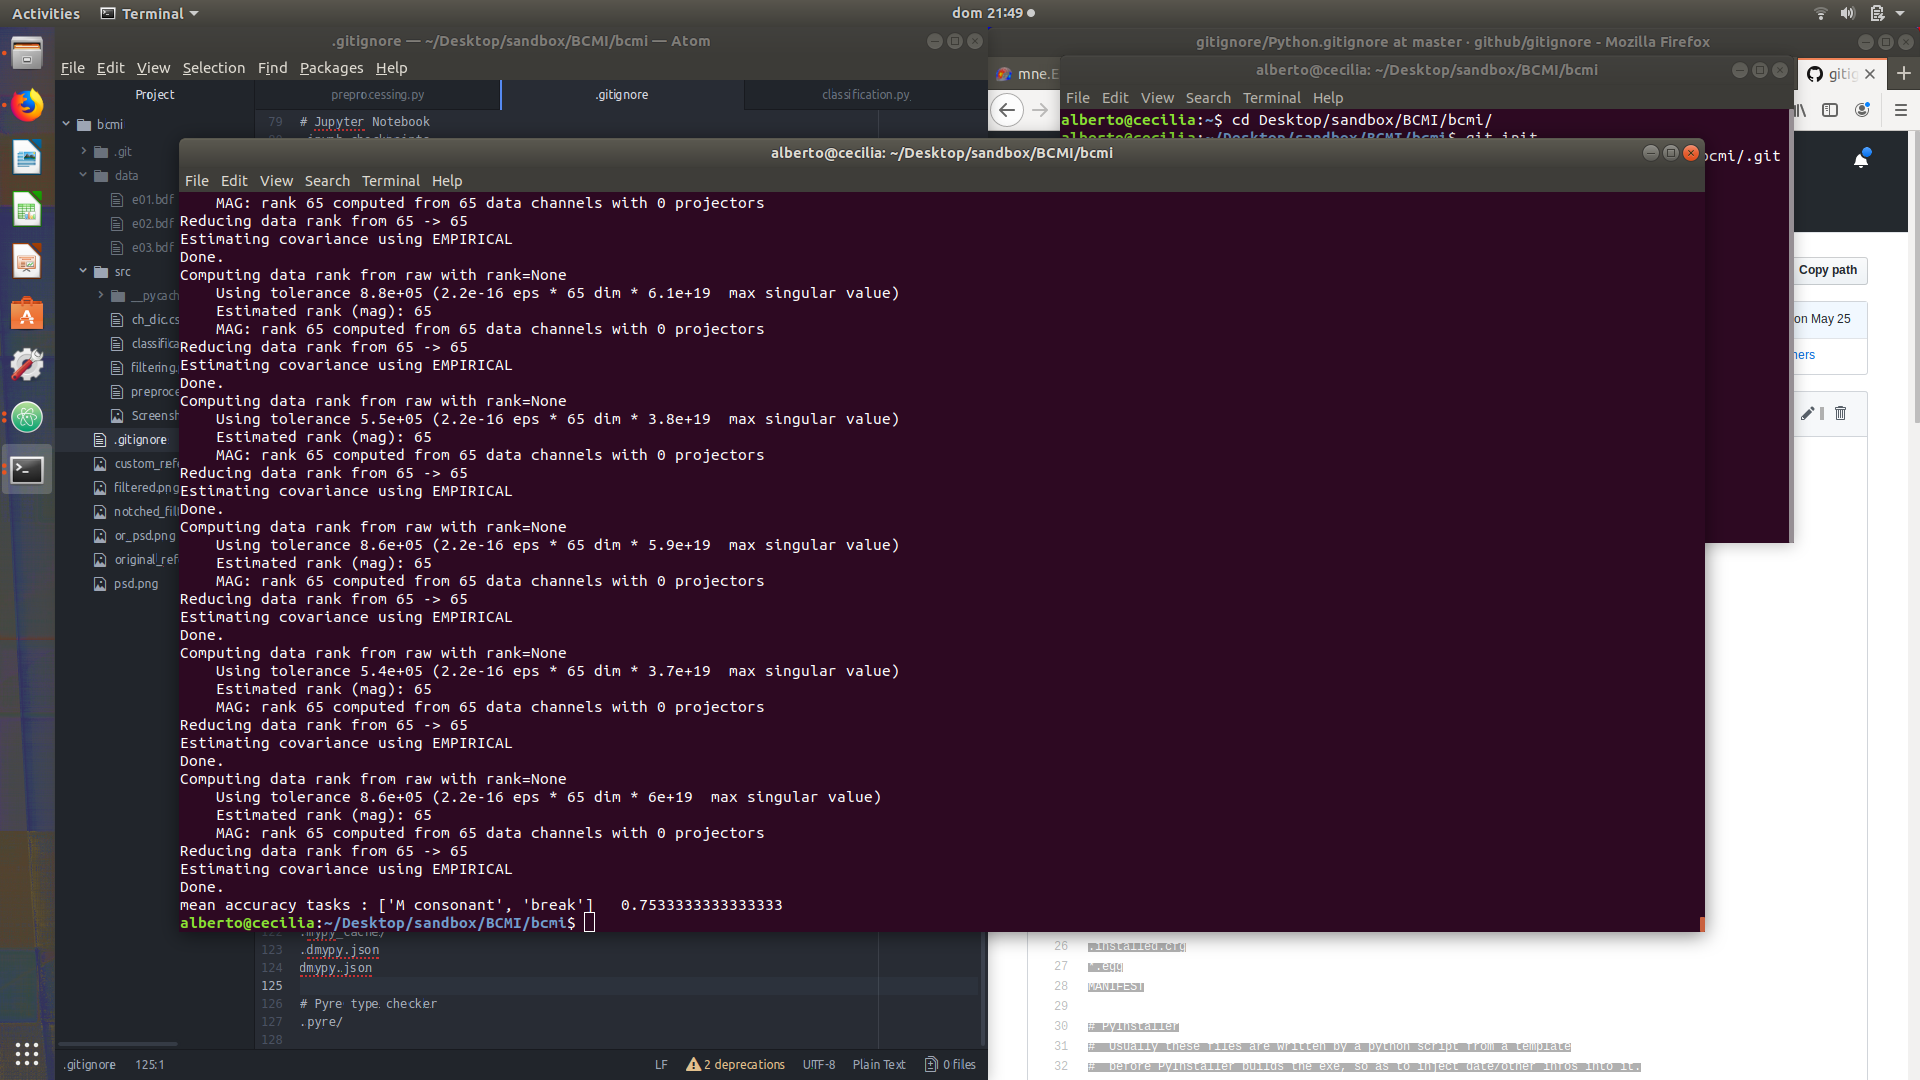 Activities
Terminal
dom 21:49
.gitignore — ~/Desktop/sandbox/BCMI/bcmi — Atom
File Edit View Selection Find Packages Help
Project
preprocessing.py
.gitignore
classification.py
bcmi
.git
data
e01.bdf
e02.bdf
e03.bdf
src
__pycach
ch_dic.cs
classifica
filtering.
preproce
Screensh
.gitignore
custom_refe
filtered.png
notched_filt
or_psd.png
original_refe
psd.png
79 # Jupyter Notebook
gitignore/Python.gitignore at master · github/gitignore - Mozilla Firefox
mne.E
gitig
alberto@cecilia: ~/Desktop/sandbox/BCMI/bcmi
File Edit View Search Terminal Help
alberto@cecilia:~$ cd Desktop/sandbox/BCMI/bcmi/
alberto@cecilia:~/Desktop/sandbox/BCMI/bcmi$ git init
bcmi/.git
Copy path
on May 25
ners
alberto@cecilia: ~/Desktop/sandbox/BCMI/bcmi
File Edit View Search Terminal Help
MAG: rank 65 computed from 65 data channels with 0 projectors
Reducing data rank from 65 -> 65
Estimating covariance using EMPIRICAL
Done.
Computing data rank from raw with rank=None
Using tolerance 8.8e+05 (2.2e-16 eps * 65 dim * 6.1e+19  max singular value)
Estimated rank (mag): 65
MAG: rank 65 computed from 65 data channels with 0 projectors
Reducing data rank from 65 -> 65
Estimating covariance using EMPIRICAL
Done.
Computing data rank from raw with rank=None
Using tolerance 5.5e+05 (2.2e-16 eps * 65 dim * 3.8e+19  max singular value)
Estimated rank (mag): 65
MAG: rank 65 computed from 65 data channels with 0 projectors
Reducing data rank from 65 -> 65
Estimating covariance using EMPIRICAL
Done.
Computing data rank from raw with rank=None
Using tolerance 8.6e+05 (2.2e-16 eps * 65 dim * 5.9e+19  max singular value)
Estimated rank (mag): 65
MAG: rank 65 computed from 65 data channels with 0 projectors
Reducing data rank from 65 -> 65
Estimating covariance using EMPIRICAL
Done.
Computing data rank from raw with rank=None
Using tolerance 5.4e+05 (2.2e-16 eps * 65 dim * 3.7e+19  max singular value)
Estimated rank (mag): 65
MAG: rank 65 computed from 65 data channels with 0 projectors
Reducing data rank from 65 -> 65
Estimating covariance using EMPIRICAL
Done.
Computing data rank from raw with rank=None
Using tolerance 8.6e+05 (2.2e-16 eps * 65 dim * 6e+19  max singular value)
Estimated rank (mag): 65
MAG: rank 65 computed from 65 data channels with 0 projectors
Reducing data rank from 65 -> 65
Estimating covariance using EMPIRICAL
Done.
mean accuracy tasks : ['M consonant', 'break']   0.7533333333333333
alberto@cecilia:~/Desktop/sandbox/BCMI/bcmi$
122 .mypy_cache/
123 .dmypy.json
124 dmypy.json
125
126 # Pyre type checker
127 .pyre/
128
26 .installed.cfg
27 *.egg
28 MANIFEST
29
30 # PyInstaller
31 #  Usually these files are written by a python script from a template
32 #  before PyInstaller builds the exe, so as to inject date/other infos into it.
.gitignore 125:1
LF 2 deprecations UTF-8 Plain Text 0 files